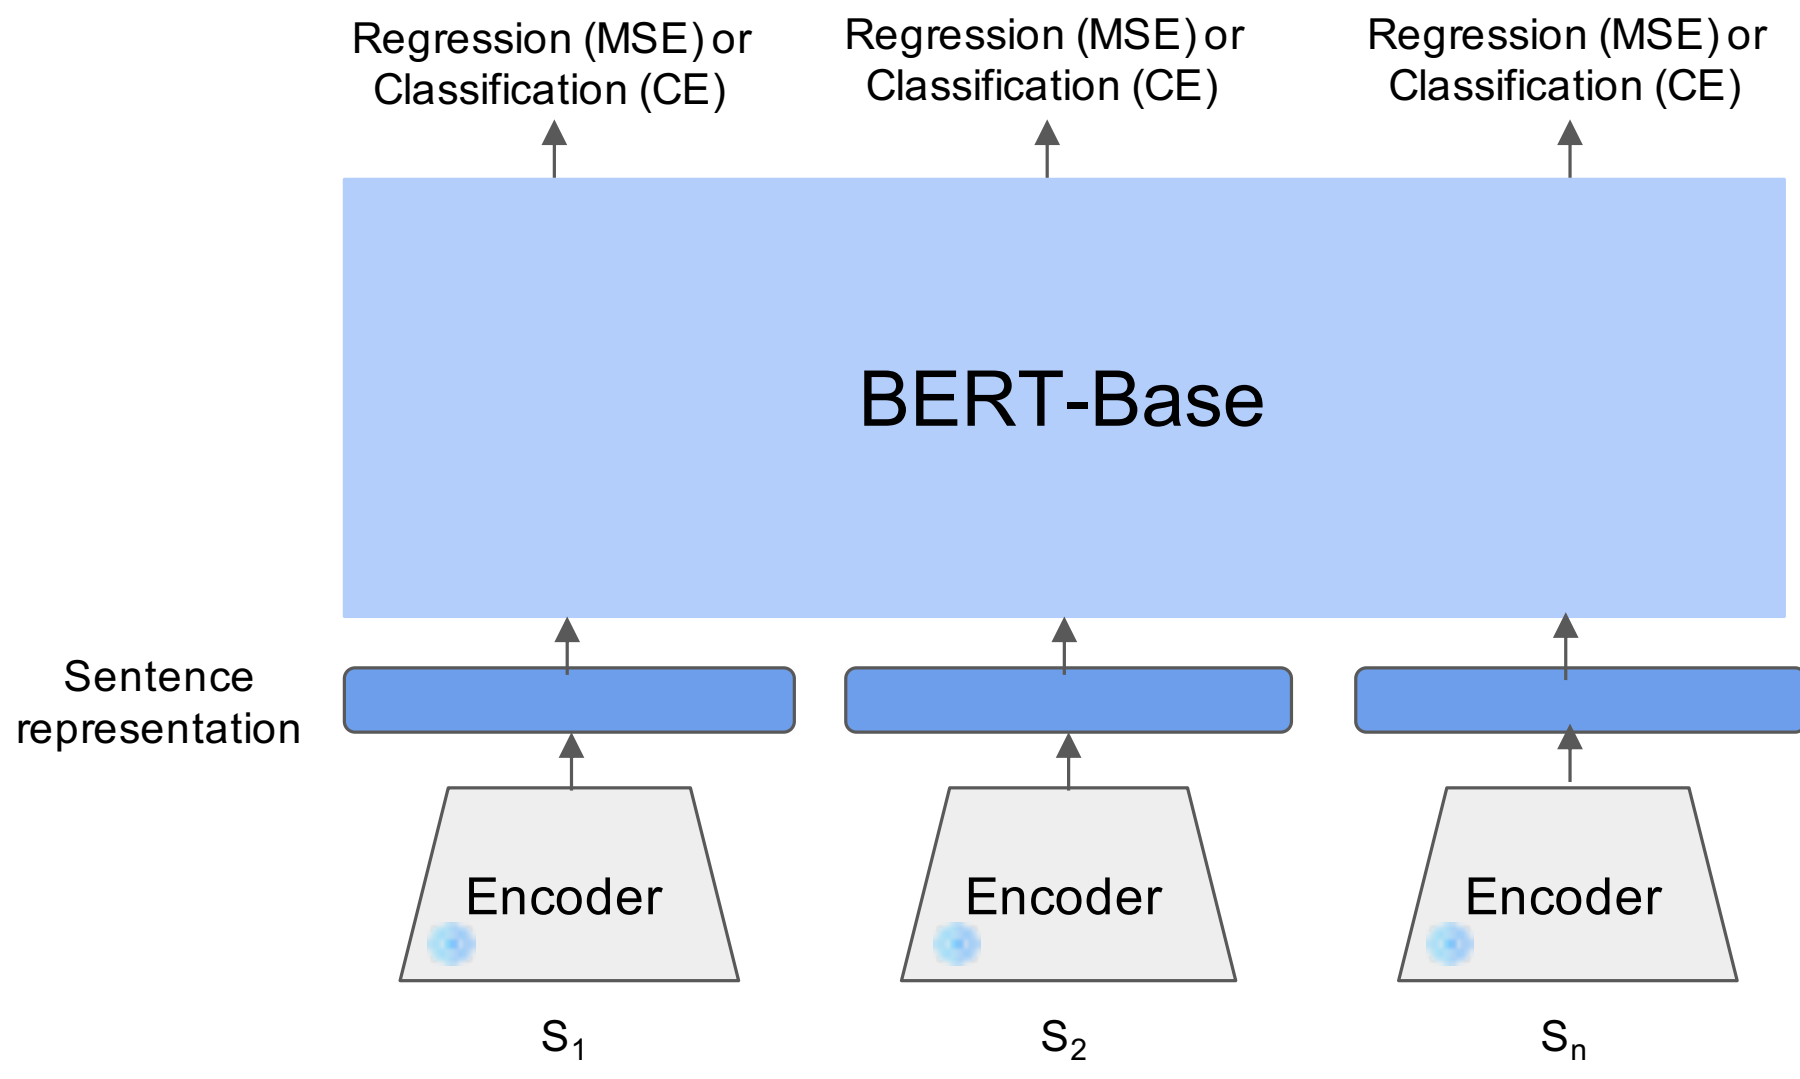 Regression (MSE) or
Classification (CE)
Regression (MSE) or
Classification (CE)
Regression (MSE) or
Classification (CE)
BERT-Base
Sentence
representation
Encoder
Encoder
Encoder
S1
S2
Sn